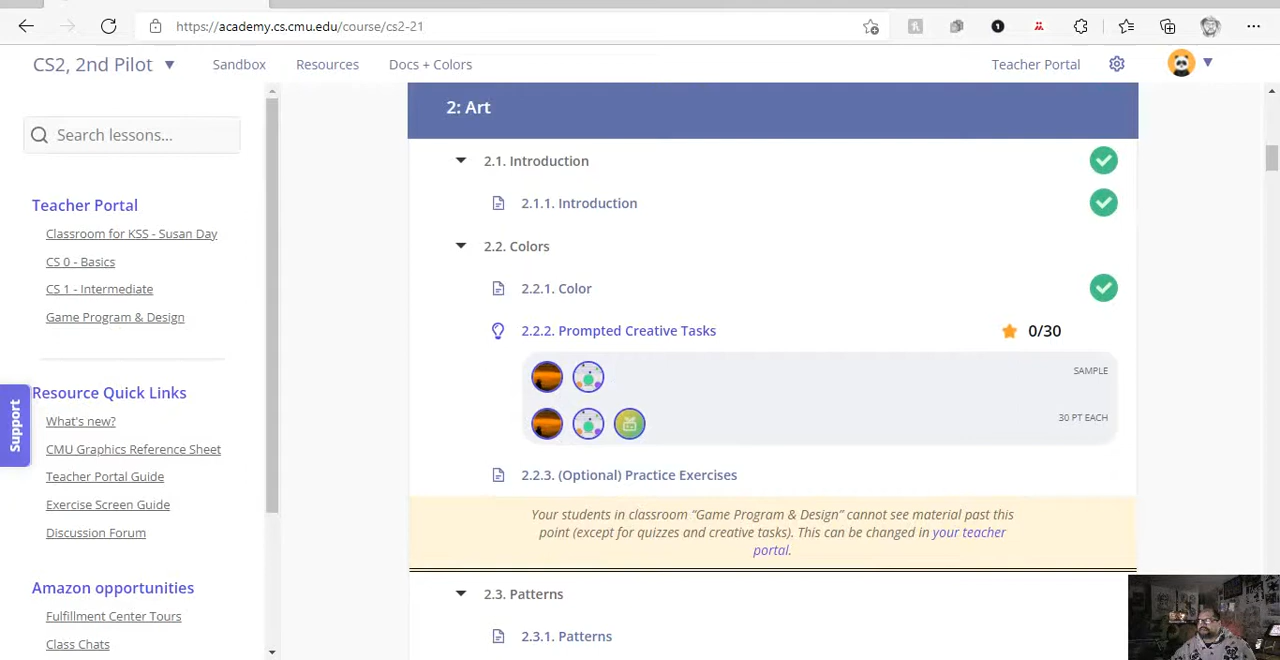 https://academy.cs.cmu.edu/course/cs2-21
CS2, 2nd Pilot
Sandbox
Resources
Docs + Colors
Teacher Portal
Search lessons...
Teacher Portal
Classroom for KSS - Susan Day
CS 0 - Basics
CS 1 - Intermediate
Game Program & Design
Resource Quick Links
What's new?
CMU Graphics Reference Sheet
Teacher Portal Guide
Exercise Screen Guide
Discussion Forum
Amazon opportunities
Fulfillment Center Tours
Class Chats
Support
2: Art
2.1. Introduction
2.1.1. Introduction
2.2. Colors
2.2.1. Color
2.2.2. Prompted Creative Tasks
0/30
SAMPLE
30 PT EACH
2.2.3. (Optional) Practice Exercises
Your students in classroom “Game Program & Design” cannot see material past this
point (except for quizzes and creative tasks). This can be changed in your teacher
portal.
2.3. Patterns
2.3.1. Patterns